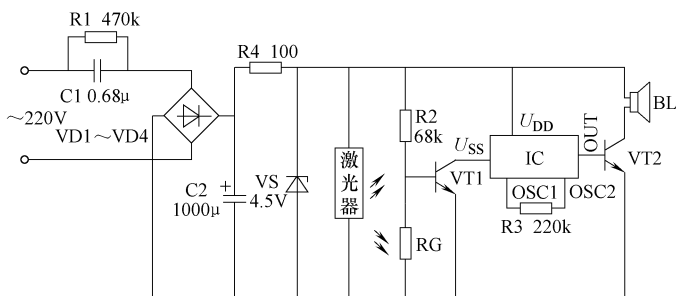 R1 470k
C1 0.68μ
～220V
VD1～VD4
R4 100
C2
1000μ
VS
4.5V
激光器
R2
68k
RG
USS
VT1
UDD
IC
OUT
OSC1
OSC2
R3 220k
VT2
BL